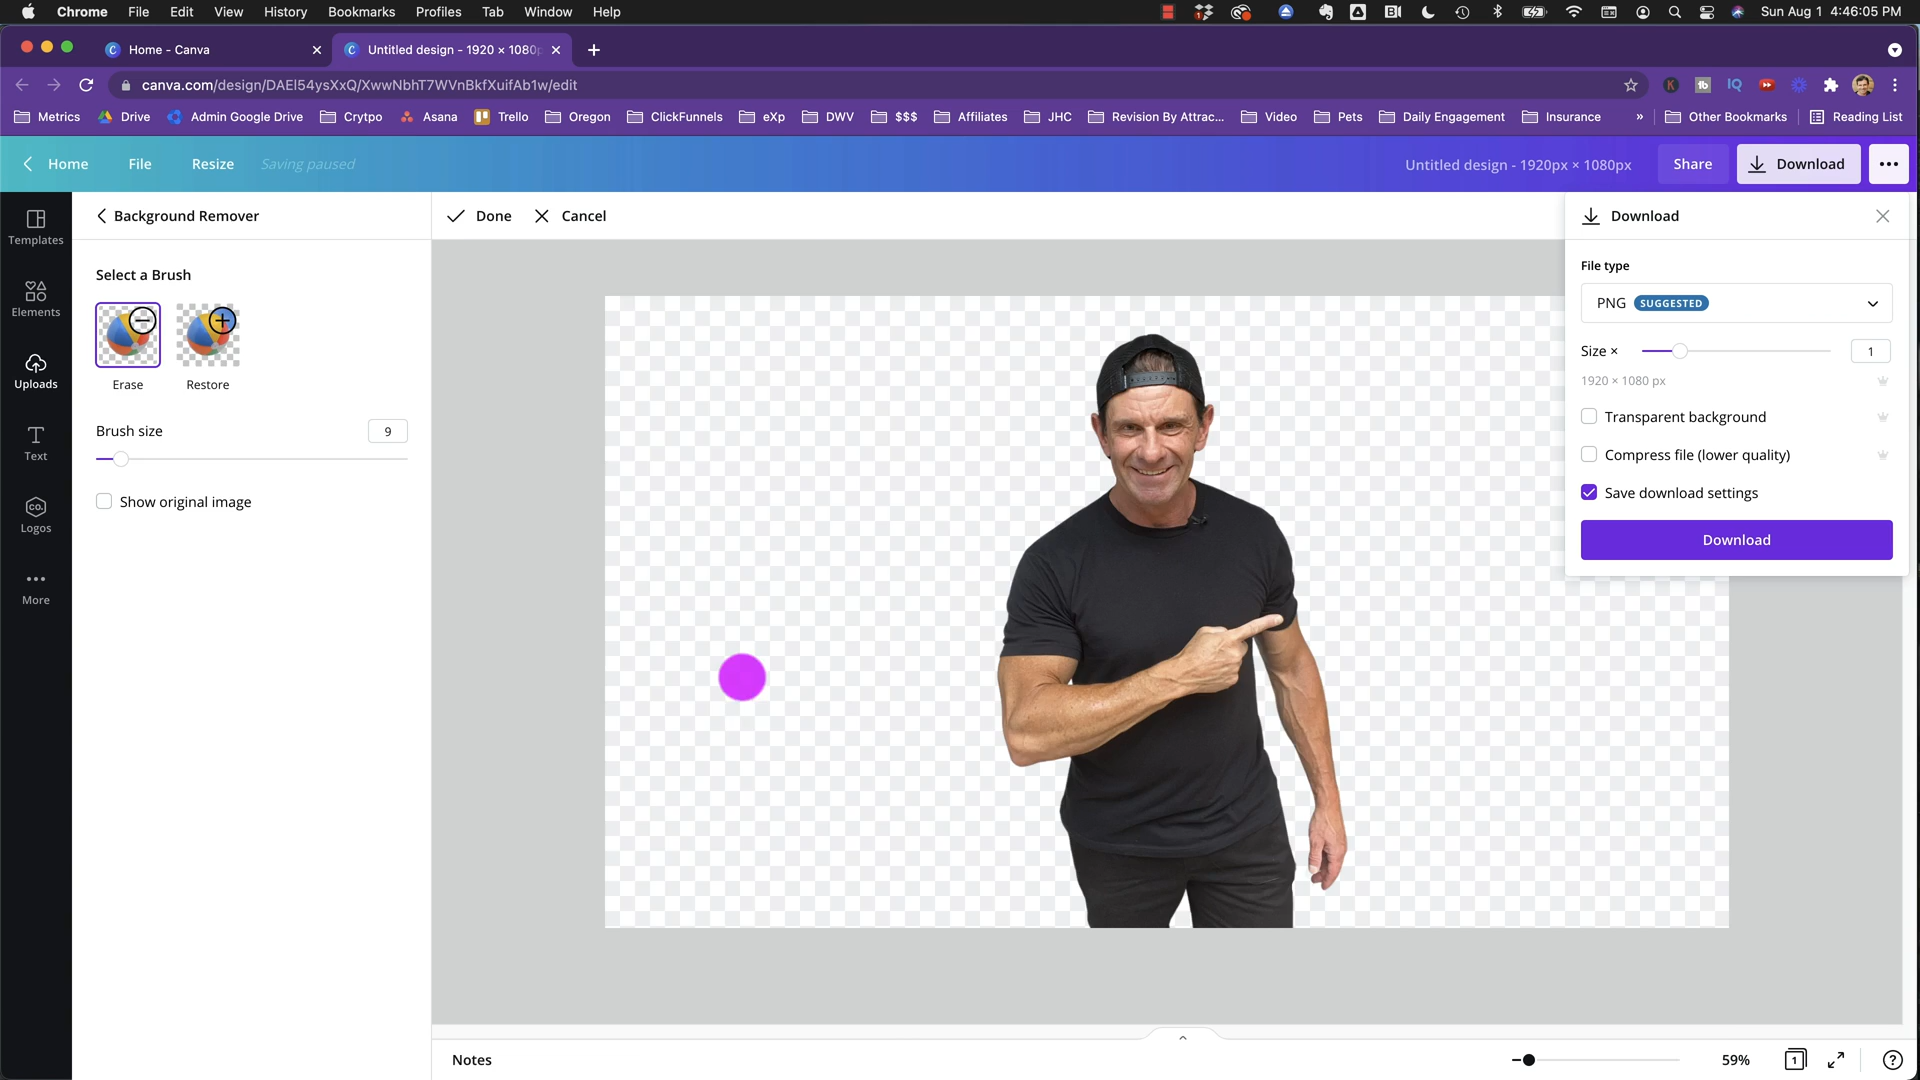 Chrome File Edit View History Bookmarks Profiles Tab Window Help Sun Aug 1 4:46:05 PM
Home - Canva Untitled design - 1920 × 1080p
canva.com/design/DAEl54ysXxQ/XwwNbhT7WVnBkfXuifAb1w/edit
Metrics Drive Admin Google Drive Crytpo Asana Trello Oregon ClickFunnels eXp DWV $$$ Affiliates JHC Revision By Attrac... Video Pets Daily Engagement Insurance » Other Bookmarks Reading List
Home File Resize Saving paused Untitled design - 1920px × 1080px Share Download
Templates
Elements
Uploads
Text
Logos
More
Background Remover
Select a Brush
Erase Restore
Brush size 9
Show original image
Done Cancel
Download
File type
PNG SUGGESTED
Size × 1
1920 × 1080 px
Transparent background
Compress file (lower quality)
Save download settings
Download
Notes 59% 1 ?